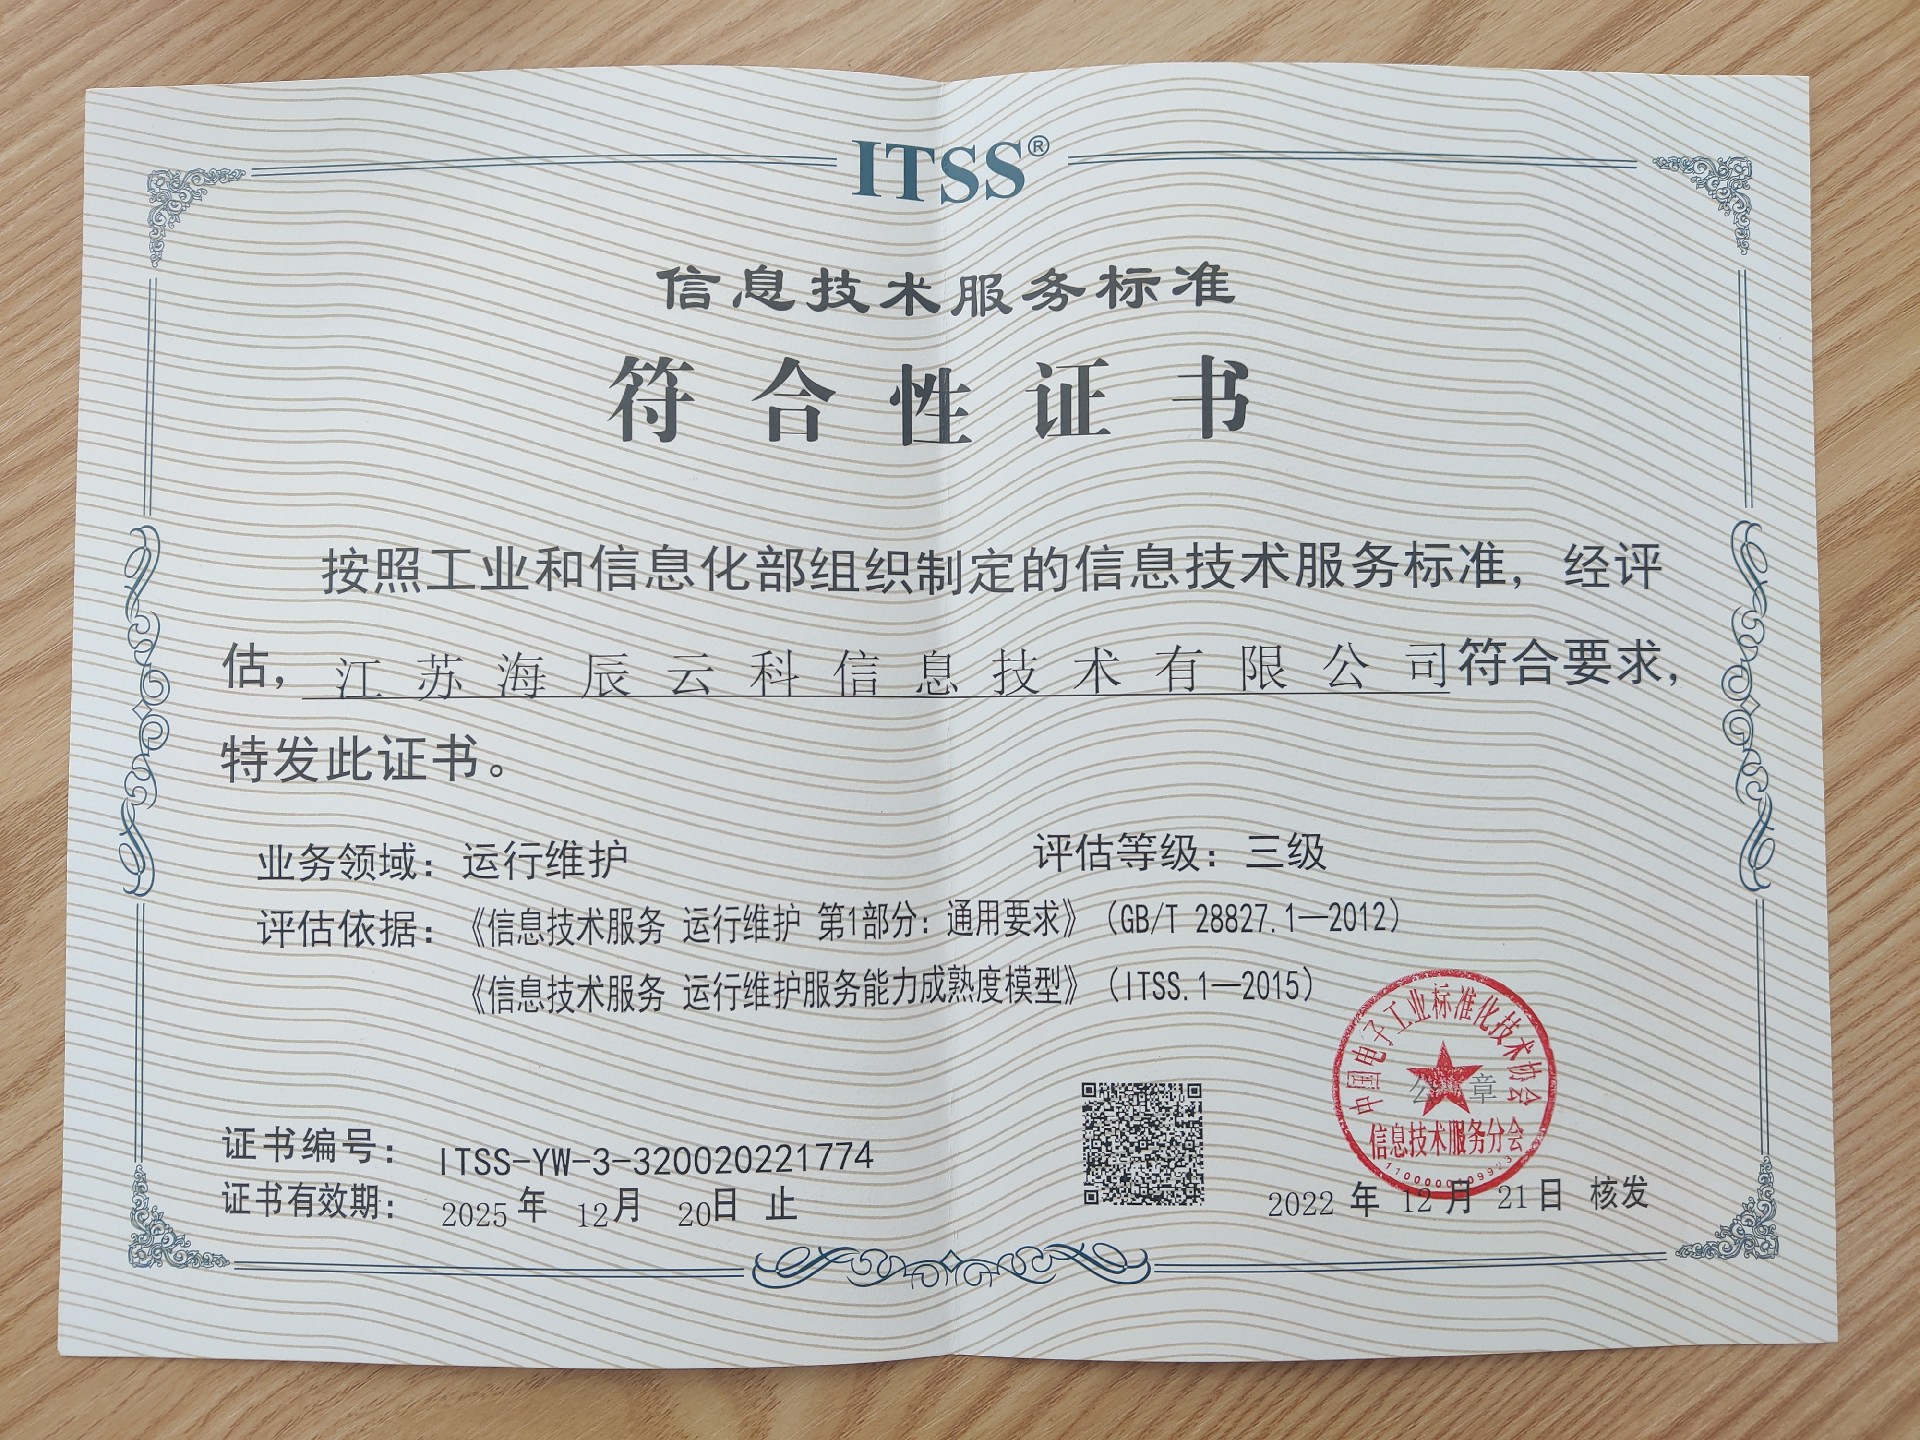 ITSS®
信息技术服务标准
符合性证书
按照工业和信息化部组织制定的信息技术服务标准，经评
估，江苏海辰云科信息技术有限公司符合要求，
特发此证书。
业务领域：运行维护
评估等级：三级
评估依据：《信息技术服务 运行维护 第1部分：通用要求》（GB/T 28827.1—2012）
《信息技术服务 运行维护服务能力成熟度模型》（ITSS.1—2015）
中国电子工业标准化技术协会
公章
信息技术服务分会
证书编号：ITSS-YW-3-320020221774
证书有效期：2025年 12月 20日 止
2022 年 12 月 21 日 核发